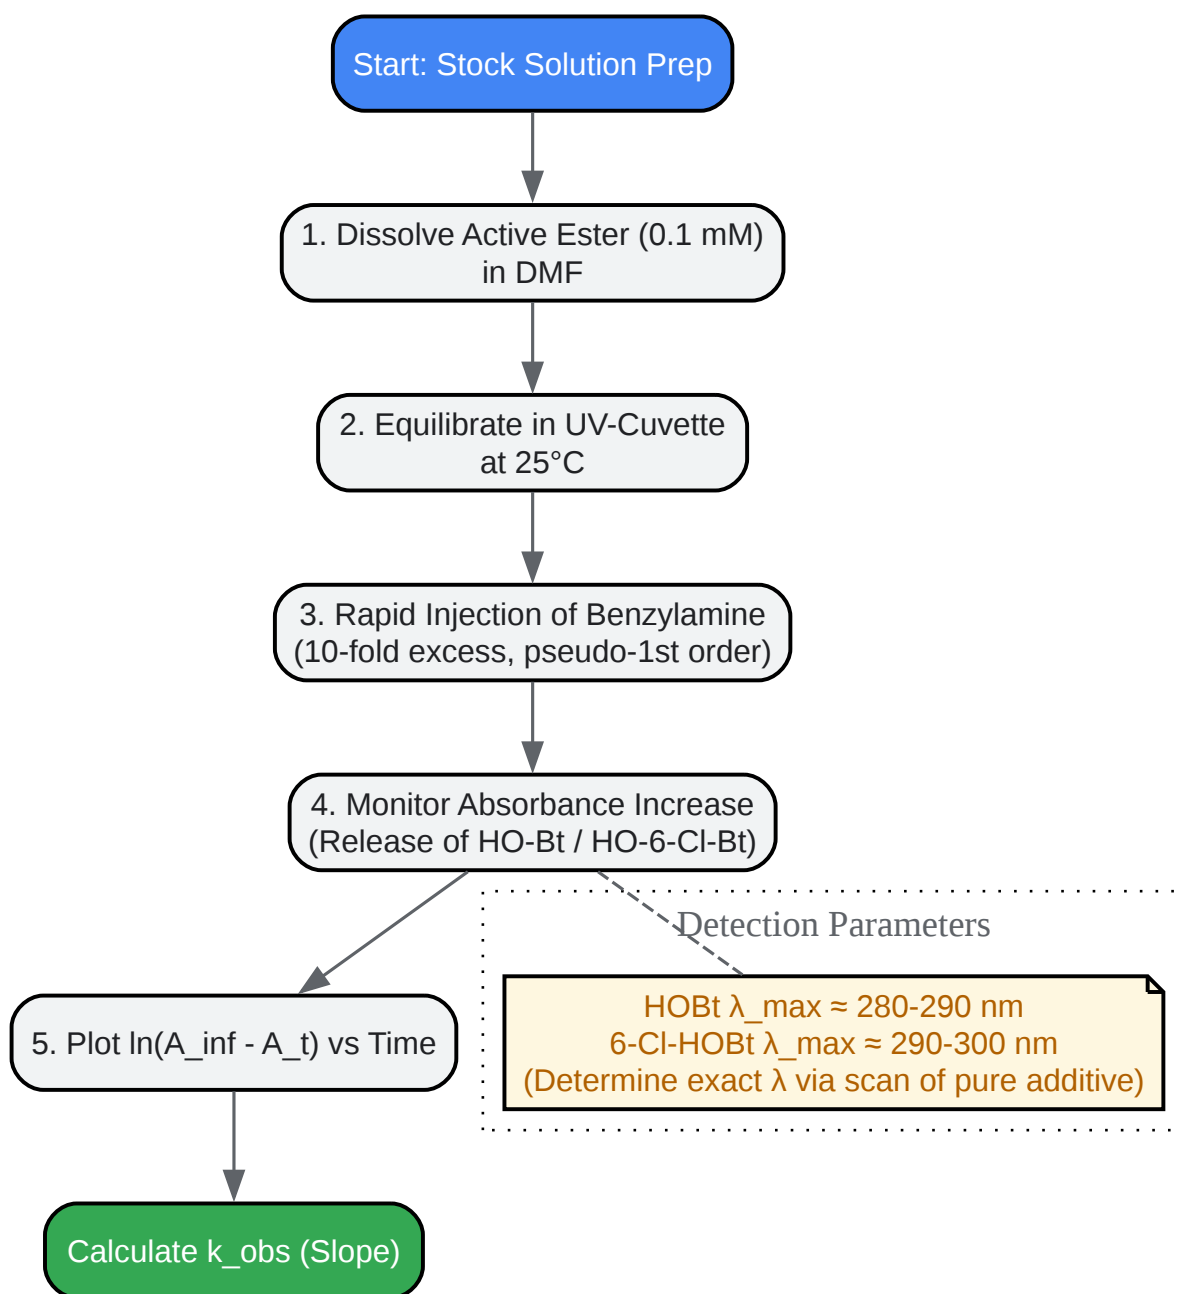 Start: Stock Solution Prep
1. Dissolve Active Ester (0.1 mM)
in DMF
2. Equilibrate in UV-Cuvette
at 25°C
3. Rapid Injection of Benzylamine
(10-fold excess, pseudo-1st order)
4. Monitor Absorbance Increase
(Release of HO-Bt / HO-6-Cl-Bt)
Detection Parameters
HOBt λ_max ≈ 280-290 nm
6-Cl-HOBt λ_max ≈ 290-300 nm
(Determine exact λ via scan of pure additive)
5. Plot ln(A_inf - A_t) vs Time
Calculate k_obs (Slope)